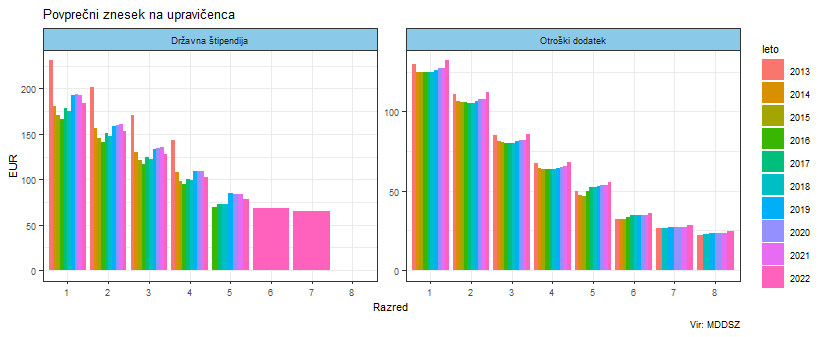 Povprečni znesek na upravičenca
Državna štipendija
Otroški dodatek
EUR
200
150
100
50
0
100
50
0
1 2 3 4 5 6 7 8
1 2 3 4 5 6 7 8
Razred
leto
2013
2014
2015
2016
2017
2018
2019
2020
2021
2022
Vir: MDDSZ